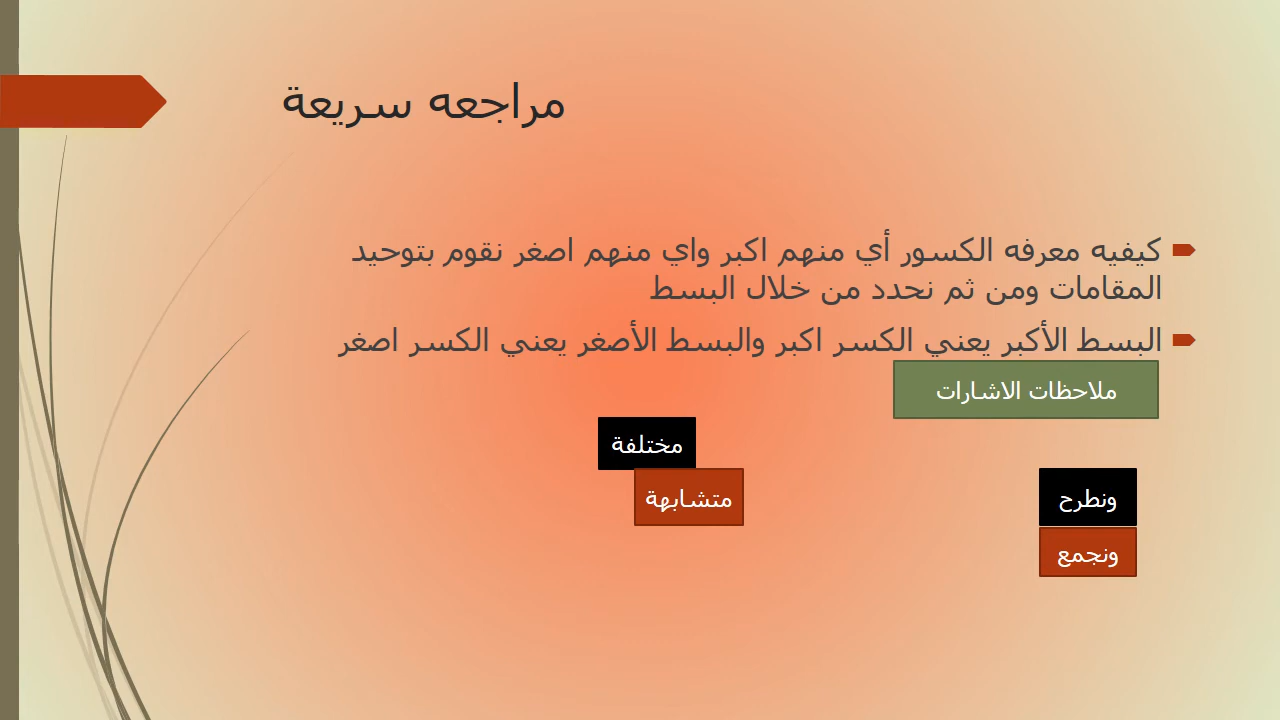 مراجعه سريعة
كيفيه معرفه الكسور أي منهم اكبر واي منهم اصغر نقوم بتوحيد
المقامات ومن ثم نحدد من خلال البسط
البسط الأكبر يعني الكسر اكبر والبسط الأصغر يعني الكسر اصغر
ملاحظات الاشارات
مختلفة
متشابهة
ونطرح
ونجمع